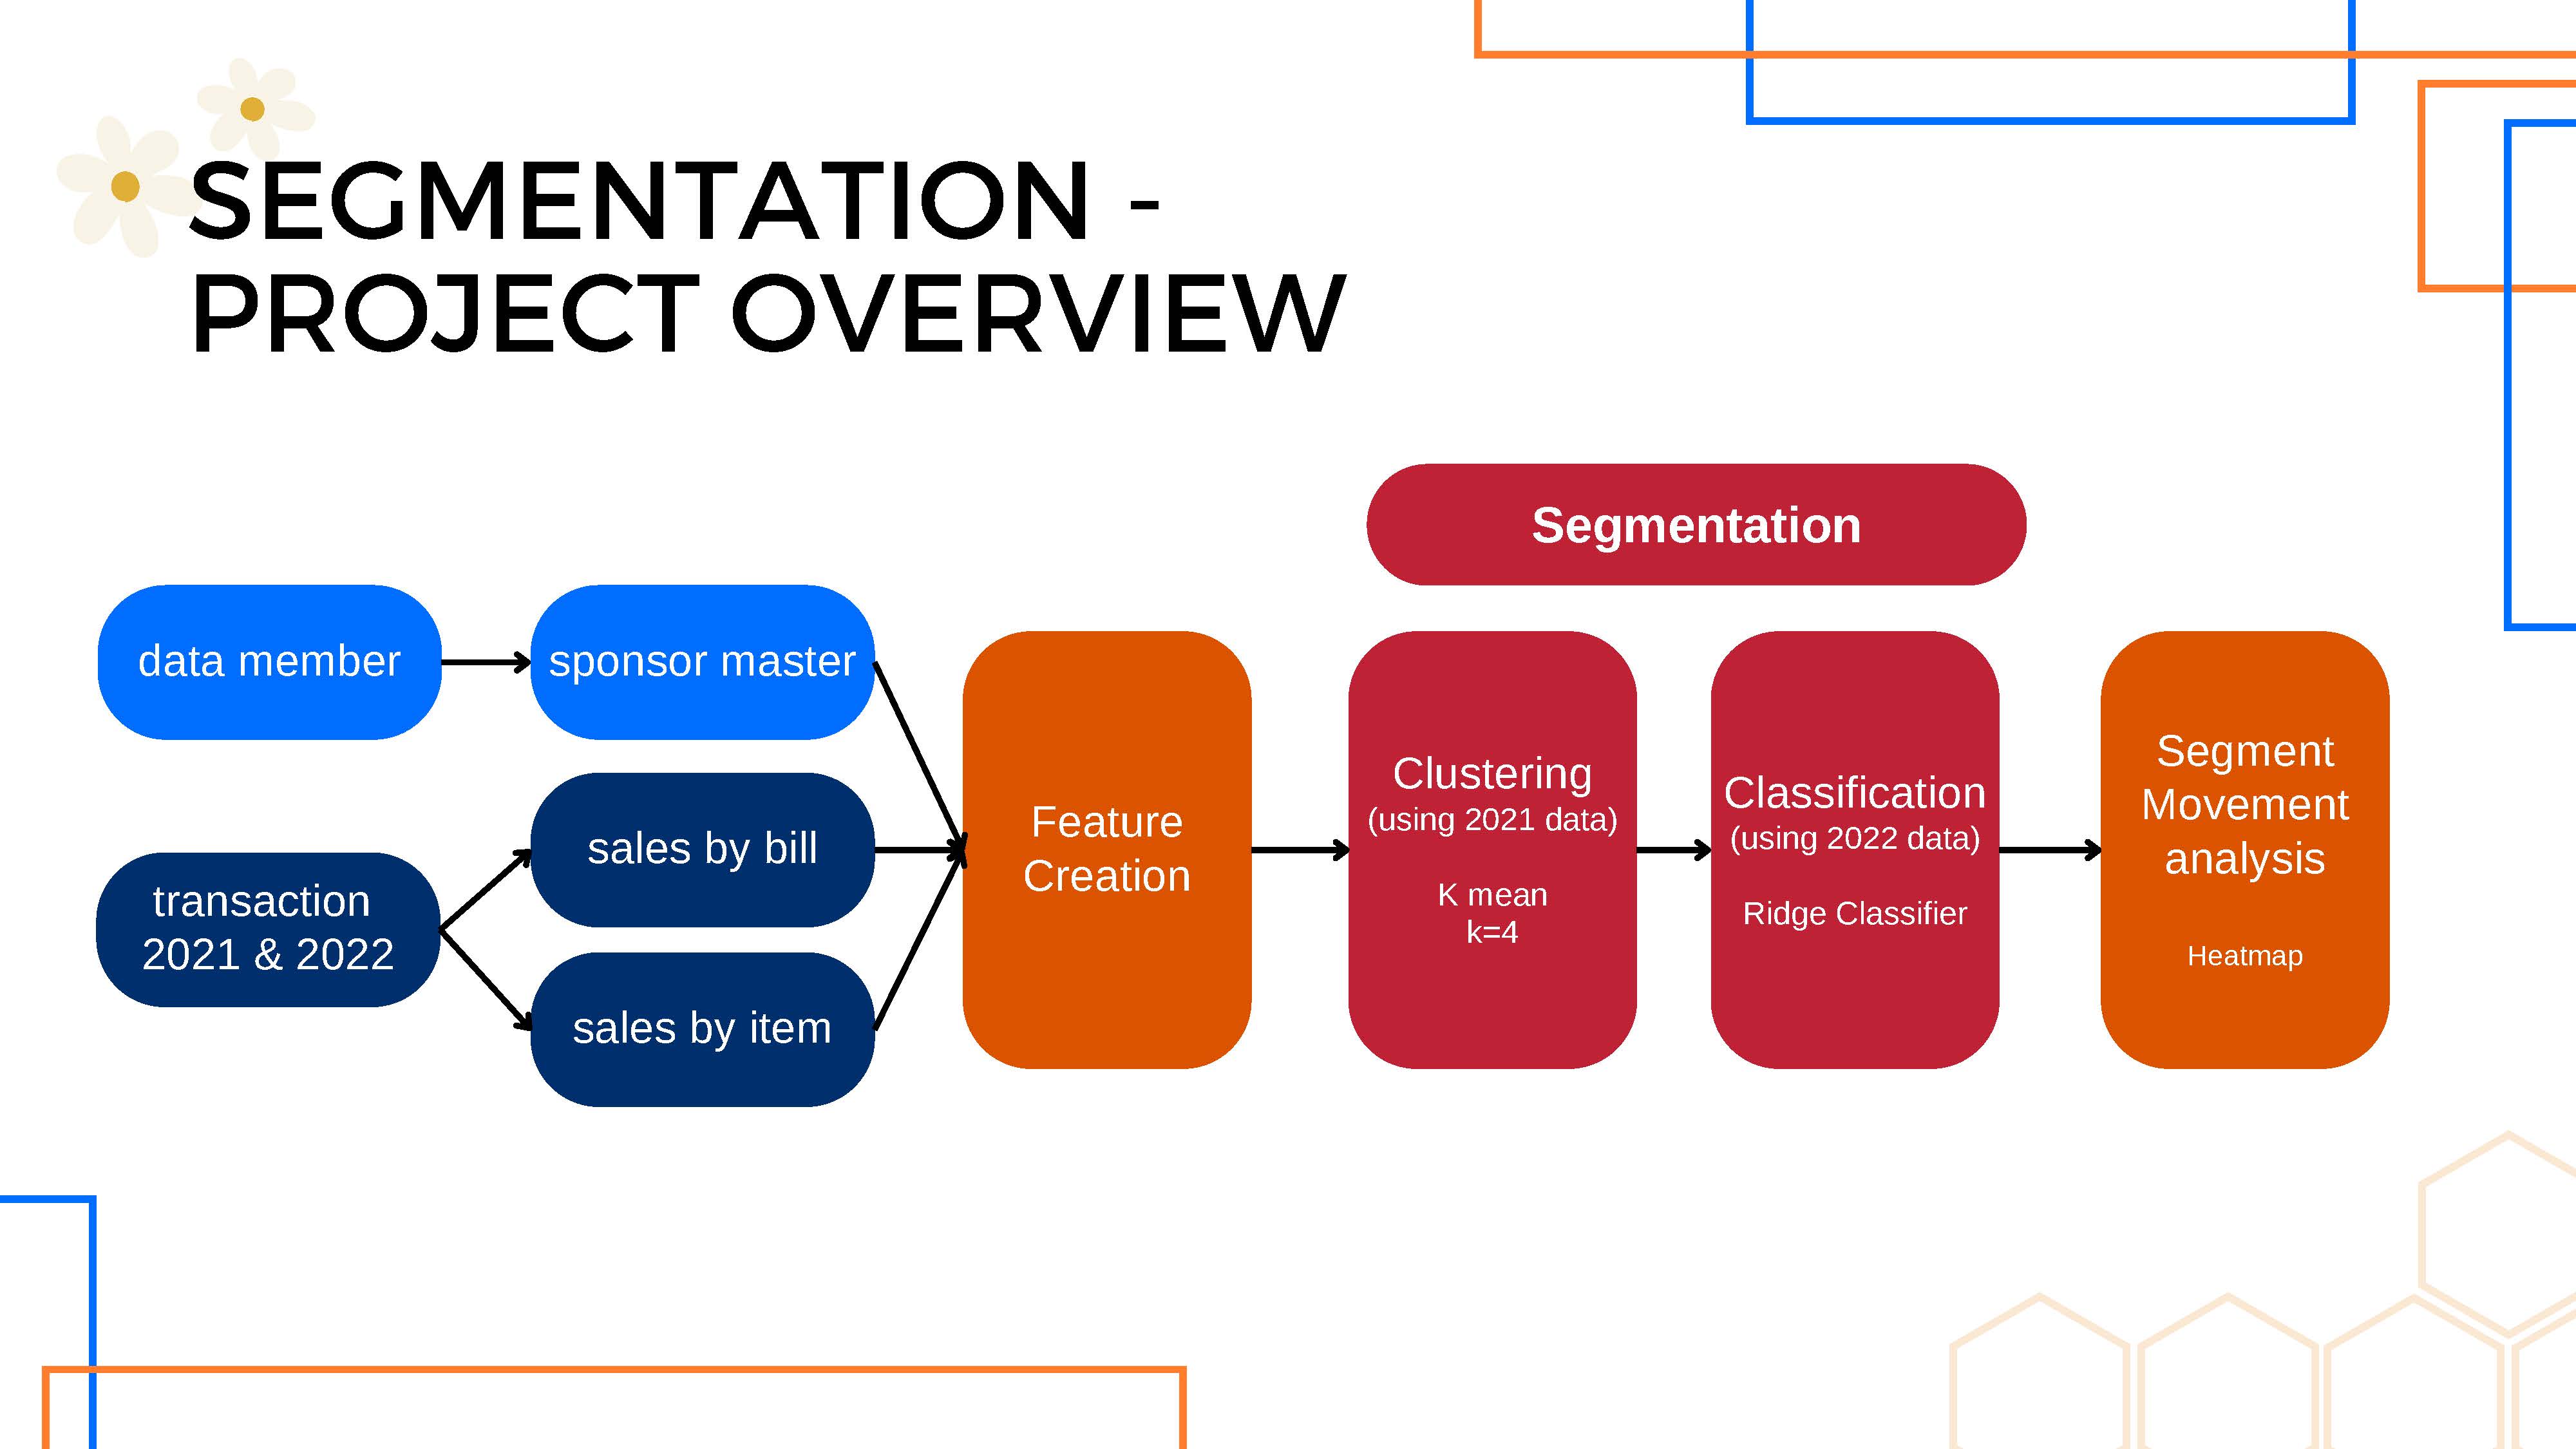 SEGMENTATION -
PROJECT OVERVIEW
Segmentation
data member
sponsor master
transaction
2021 & 2022
sales by bill
sales by item
Feature
Creation
Clustering
(using 2021 data)
K mean
k=4
Classification
(using 2022 data)
Ridge Classifier
Segment
Movement
analysis
Heatmap